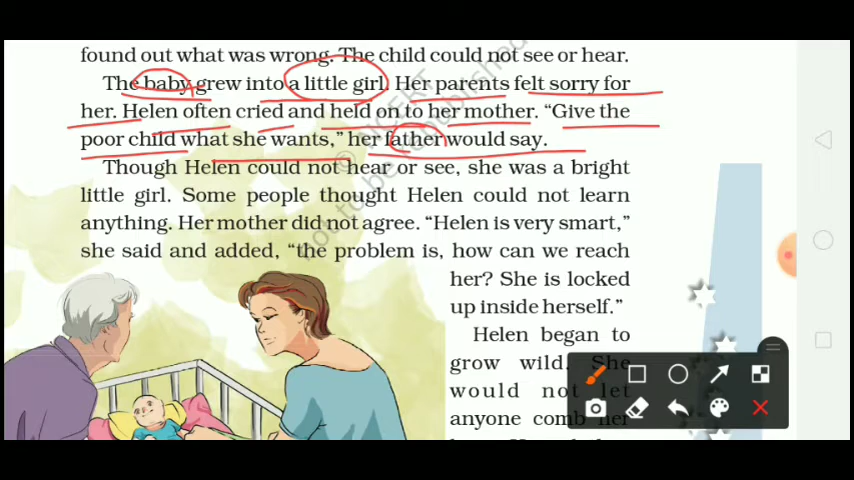 found out what was wrong. The child could not see or hear.
The baby grew into a little girl. Her parents felt sorry for
her. Helen often cried and held on to her mother. “Give the
poor child what she wants,” her father would say.
Though Helen could not hear or see, she was a bright
little girl. Some people thought Helen could not learn
anything. Her mother did not agree. “Helen is very smart,”
she said and added, “the problem is, how can we reach
her? She is locked
up inside herself.”
Helen began to
grow wild. She
would not let
anyone comb her
© NCERT
not to be republished